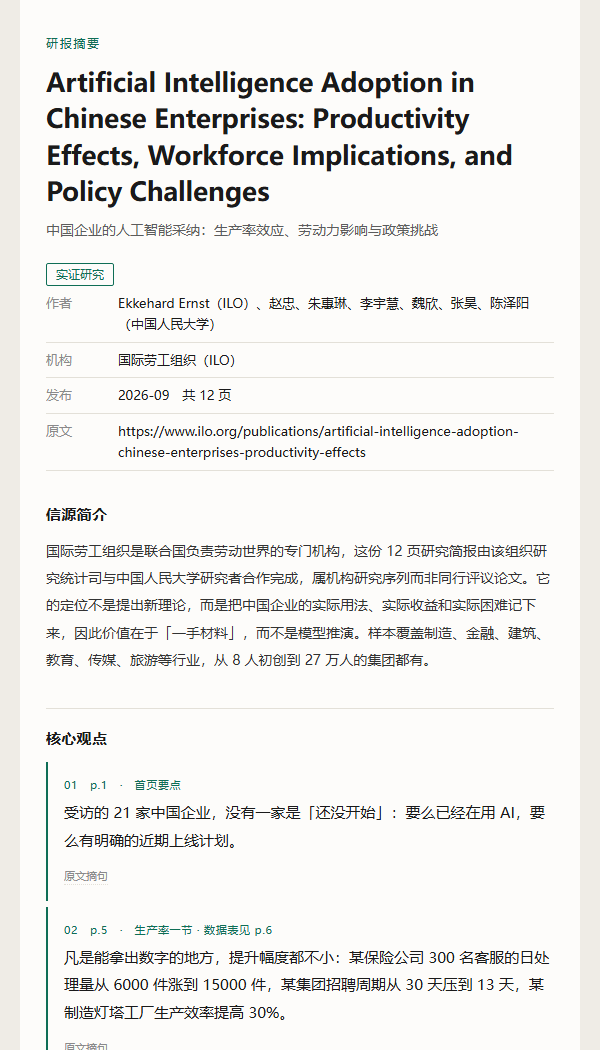 研报摘要
Artificial Intelligence Adoption in
Chinese Enterprises: Productivity
Effects, Workforce Implications, and
Policy Challenges
中国企业的人工智能采纳：生产率效应、劳动力影响与政策挑战
实证研究
作者 Ekkehard Ernst（ILO）、赵忠、朱惠琳、李宇慧、魏欣、张昊、陈泽阳
（中国人民大学）
机构 国际劳工组织（ILO）
发布 2026-09 共 12 页
原文 https://www.ilo.org/publications/artificial-intelligence-adoption-
chinese-enterprises-productivity-effects
信源简介
国际劳工组织是联合国负责劳动世界的专门机构，这份 12 页研究简报由该组织研
究统计司与中国人民大学研究者合作完成，属机构研究序列而非同行评议论文。它
的定位不是提出新理论，而是把中国企业的实际用法、实际收益和实际困难记下
来，因此价值在于「一手材料」，而不是模型推演。样本覆盖制造、金融、建筑、
教育、传媒、旅游等行业，从 8 人初创到 27 万人的集团都有。
核心观点
01 p.1 · 首页要点
受访的 21 家中国企业，没有一家是「还没开始」：要么已经在用 AI，要
么有明确的近期上线计划。
原文摘句
02 p.5 · 生产率一节 · 数据表见 p.6
凡是能拿出数字的地方，提升幅度都不小：某保险公司 300 名客服的日处
理量从 6000 件涨到 15000 件，某集团招聘周期从 30 天压到 13 天，某
制造灯塔工厂生产效率提高 30%。
原文摘句